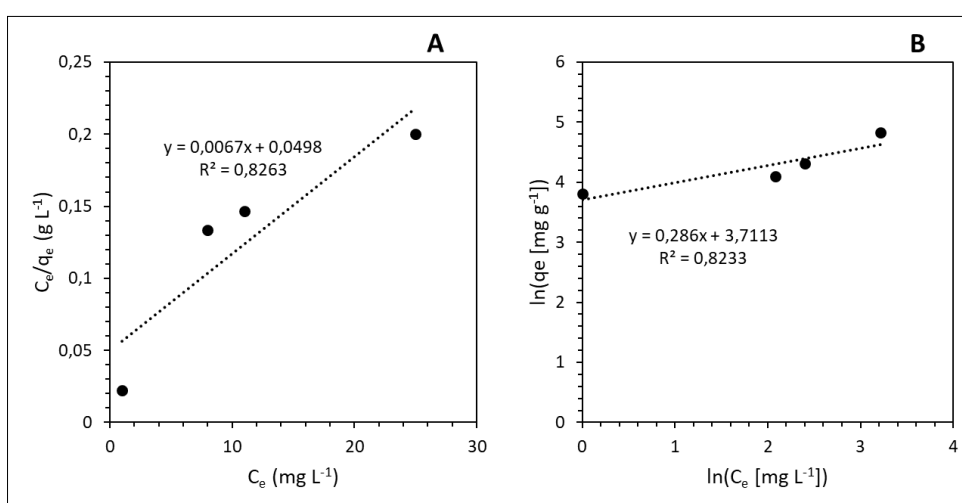 A
0,25
0,2
0,15
0,1
0,05
0
y = 0,0067x + 0,0498
R² = 0,8263
Ce/qe (g L-1)
0
10
20
30
Ce (mg L-1)
B
6
5
4
3
2
1
0
y = 0,286x + 3,7113
R² = 0,8233
ln(qe [mg g-1])
0
1
2
3
4
ln(Ce [mg L-1])